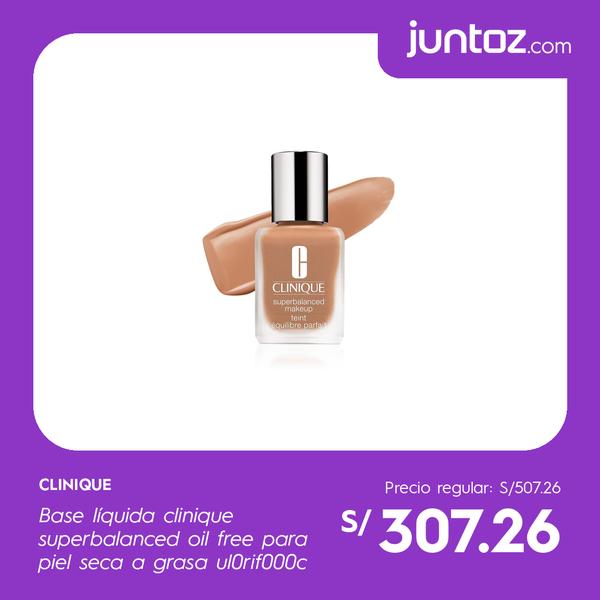 juntoz.com
C
CLINIQUE
superbalanced
makeup
teint
équilibre parfait
CLINIQUE
Base líquida clinique
superbalanced oil free para
piel seca a grasa ul0rif000c
Precio regular: S/507.26
S/ 307.26